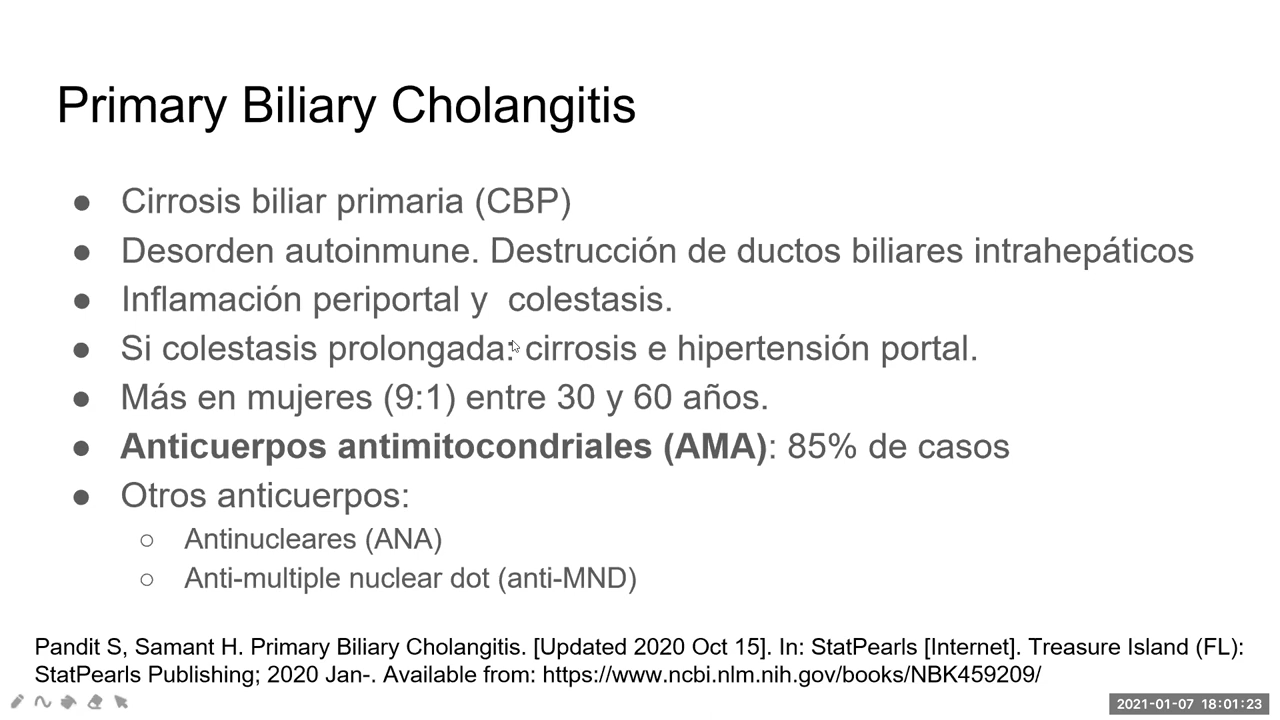 Primary Biliary Cholangitis
● Cirrosis biliar primaria (CBP)
● Desorden autoinmune. Destrucción de ductos biliares intrahepáticos
● Inflamación periportal y  colestasis.
● Si colestasis prolongada: cirrosis e hipertensión portal.
● Más en mujeres (9:1) entre 30 y 60 años.
● Anticuerpos antimitocondriales (AMA): 85% de casos
● Otros anticuerpos:
○ Antinucleares (ANA)
○ Anti-multiple nuclear dot (anti-MND)
Pandit S, Samant H. Primary Biliary Cholangitis. [Updated 2020 Oct 15]. In: StatPearls [Internet]. Treasure Island (FL):
StatPearls Publishing; 2020 Jan-. Available from: https://www.ncbi.nlm.nih.gov/books/NBK459209/
2021-01-07 18:01:23